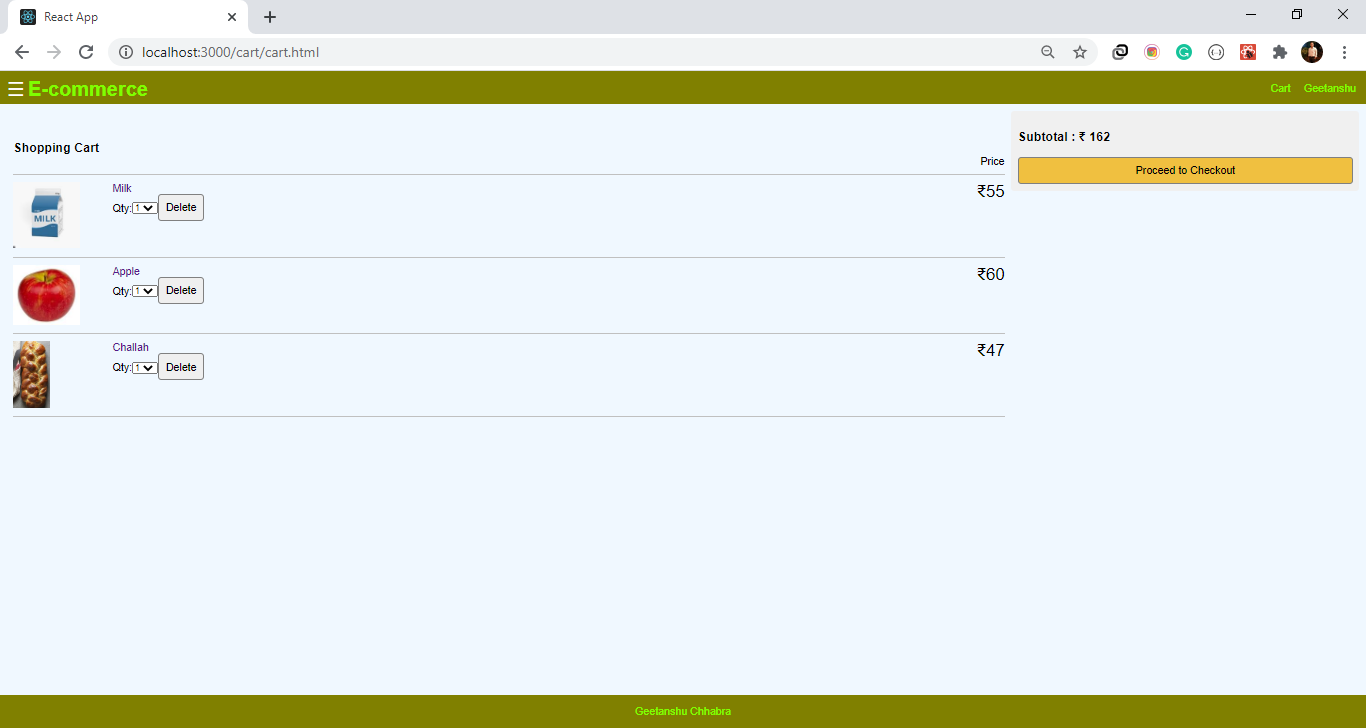 React App
localhost:3000/cart/cart.html
☰ E-commerce
Cart
Geetanshu
Shopping Cart
Price
Subtotal : ₹ 162
Proceed to Checkout
MILK
Milk
Qty:1 Delete
₹55
Apple
Qty:1 Delete
₹60
Challah
Qty:1 Delete
₹47
Geetanshu Chhabra